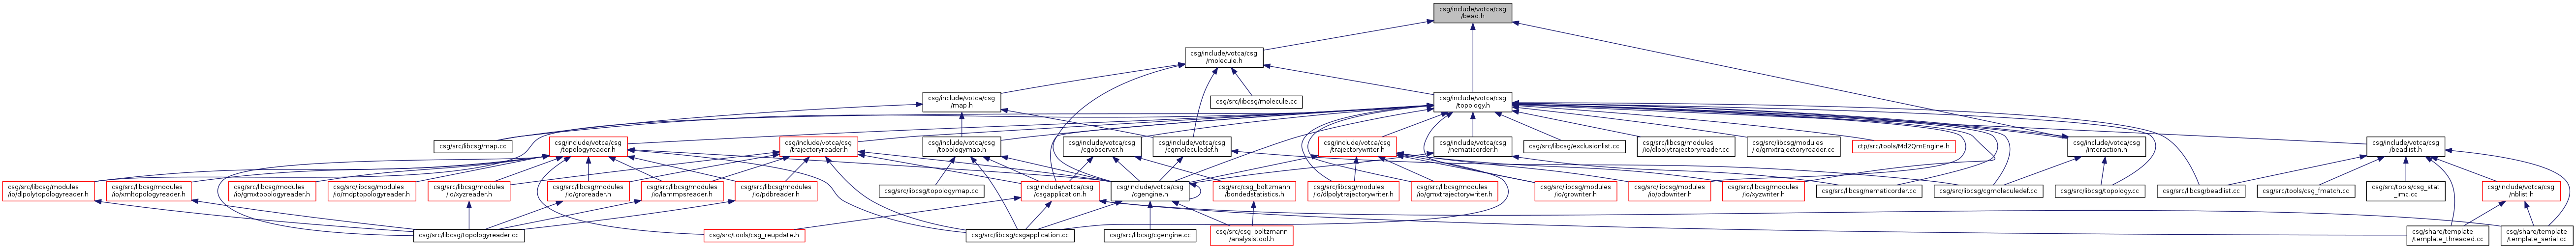 csg/include/votca/csg
/bead.h
csg/include/votca/csg
/molecule.h
csg/include/votca/csg
/map.h
csg/src/libcsg/molecule.cc
csg/include/votca/csg
/topology.h
csg/src/libcsg/map.cc
csg/include/votca/csg
/topologyreader.h
csg/include/votca/csg
/trajectoryreader.h
csg/include/votca/csg
/topologymap.h
csg/include/votca/csg
/cgobserver.h
csg/include/votca/csg
/cgmoleculedef.h
csg/include/votca/csg
/trajectorywriter.h
csg/include/votca/csg
/nematicorder.h
csg/src/libcsg/exclusionlist.cc
csg/src/libcsg/modules
/io/dlpolytrajectoryreader.cc
csg/src/libcsg/modules
/io/gmxtrajectoryreader.cc
ctp/src/tools/Md2QmEngine.h
csg/include/votca/csg
/interaction.h
csg/include/votca/csg
/beadlist.h
csg/src/libcsg/modules
/io/dlpolytopologyreader.h
csg/src/libcsg/modules
/io/xmltopologyreader.h
csg/src/libcsg/modules
/io/gmxtopologyreader.h
csg/src/libcsg/modules
/io/mdptopologyreader.h
csg/src/libcsg/modules
/io/xyzreader.h
csg/src/libcsg/modules
/io/groreader.h
csg/src/libcsg/modules
/io/lammpsreader.h
csg/src/libcsg/modules
/io/pdbreader.h
csg/src/libcsg/topologymap.cc
csg/include/votca/csg
/csgapplication.h
csg/include/votca/csg
/cgengine.h
csg/src/csg_boltzmann
/bondedstatistics.h
csg/src/libcsg/modules
/io/dlpolytrajectorywriter.h
csg/src/libcsg/modules
/io/gmxtrajectorywriter.h
csg/src/libcsg/modules
/io/growriter.h
csg/src/libcsg/modules
/io/pdbwriter.h
csg/src/libcsg/modules
/io/xyzwriter.h
csg/src/libcsg/nematicorder.cc
csg/src/libcsg/cgmoleculedef.cc
csg/src/libcsg/topology.cc
csg/src/libcsg/beadlist.cc
csg/src/tools/csg_fmatch.cc
csg/src/tools/csg_stat
_imc.cc
csg/include/votca/csg
/nblist.h
csg/src/libcsg/topologyreader.cc
csg/src/tools/csg_reupdate.h
csg/src/libcsg/csgapplication.cc
csg/src/libcsg/cgengine.cc
csg/src/csg_boltzmann
/analysistool.h
csg/share/template
/template_threaded.cc
csg/share/template
/template_serial.cc